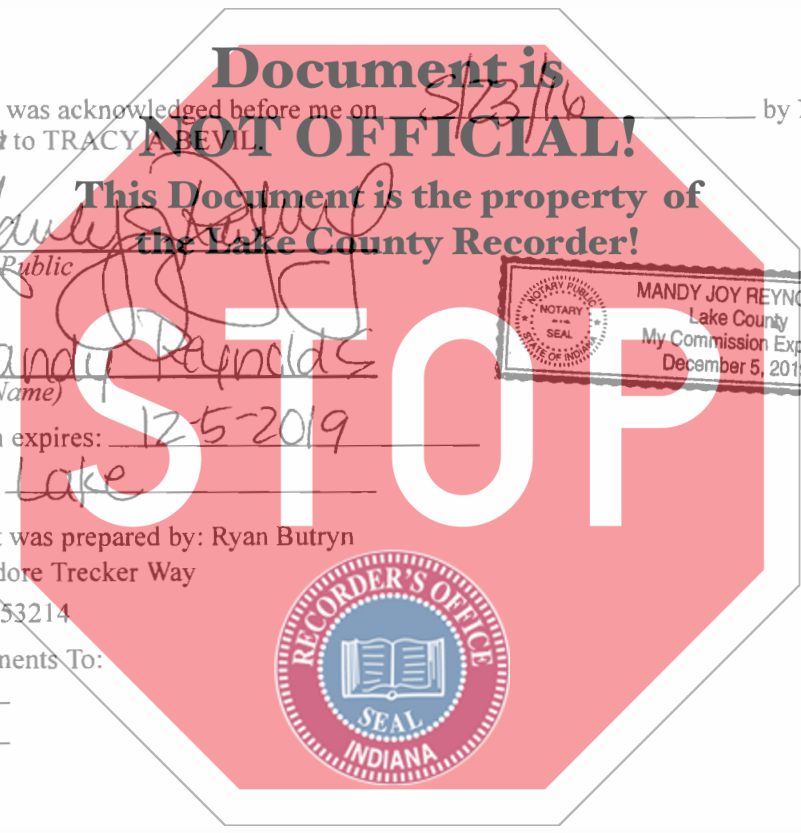 Document is
was acknowledged before me on 5/23/16 by
to TRACY A BEVIL.
NOT OFFICIAL!
This Document is the property of
the Lake County Recorder!
Public
NOTARY PUBLIC
NOTARY
SEAL
STATE OF INDIANA
MANDY JOY REYNO
Lake County
My Commission Exp
December 5, 201
andy Reynolds
Name)
expires: 12-5-2019
Lake
STOP
was prepared by: Ryan Butryn
dore Trecker Way
53214
ments To:
RECORDER'S OFFICE
SEAL
INDIANA